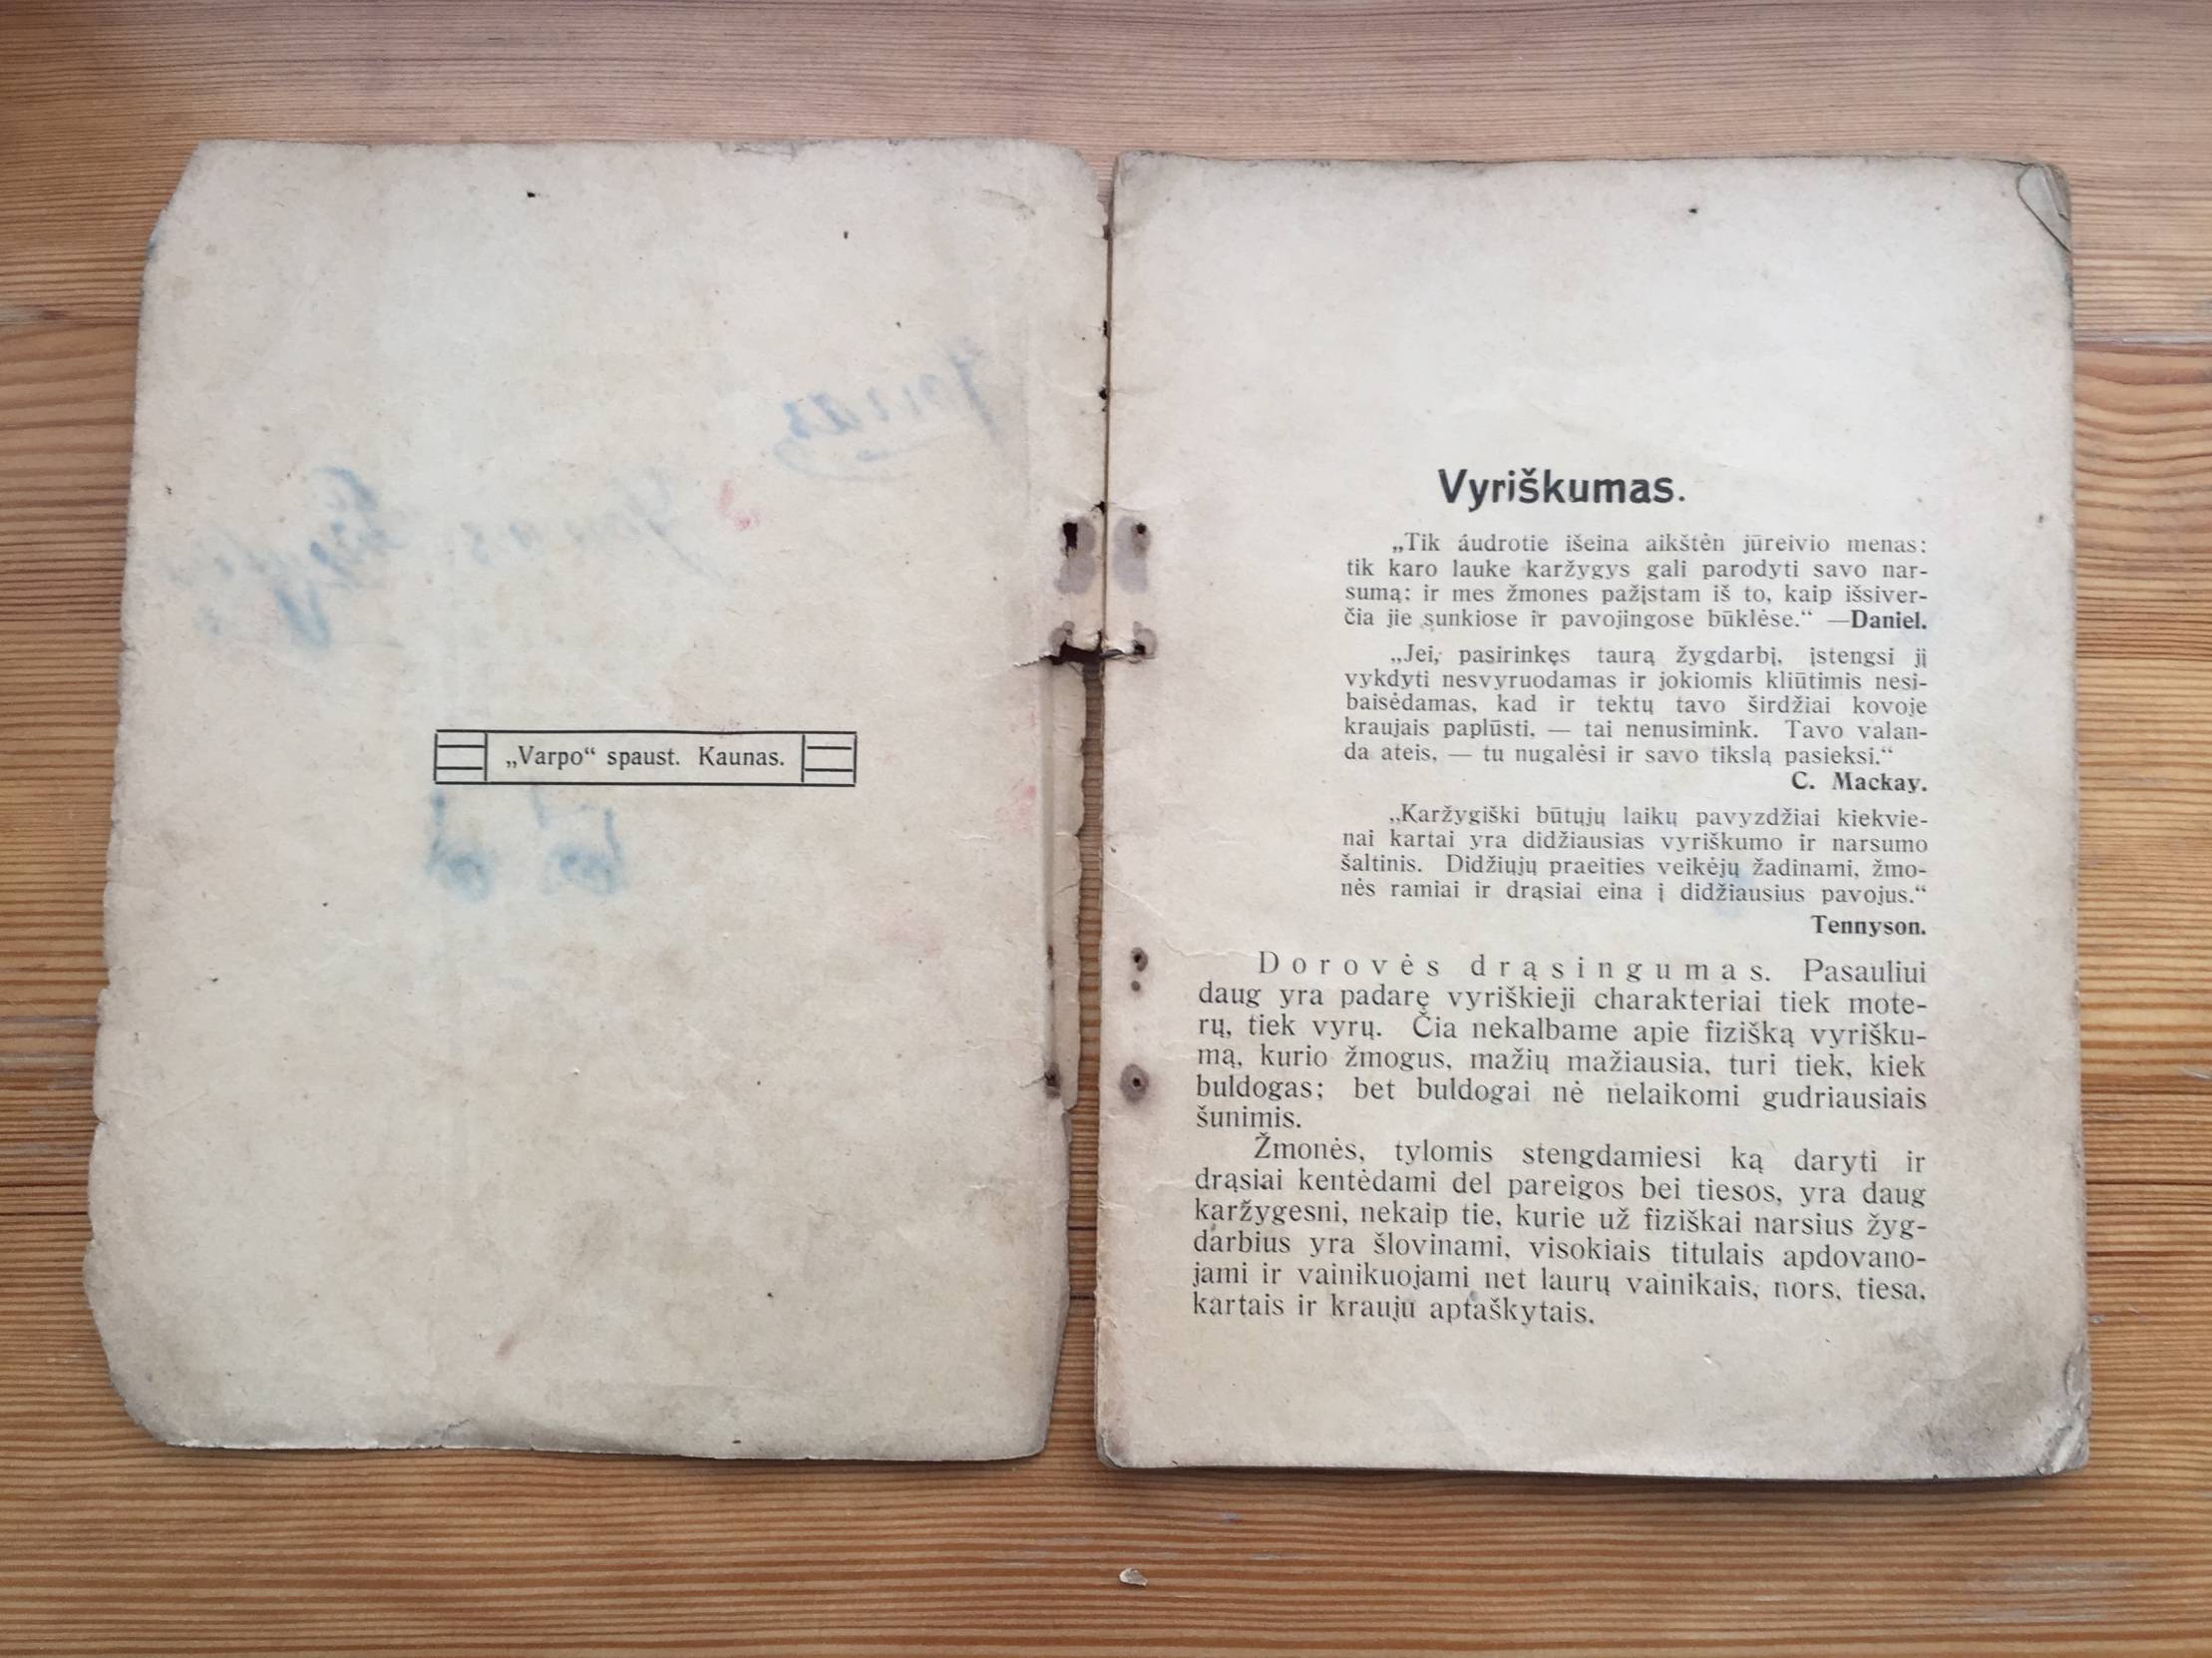 „Varpo“ spaust. Kaunas.
Vyriškumas.
„Tik áudrotie išeina aikštėn jūreivio menas:
tik karo lauke karžygys gali parodyti savo nar-
sumą; ir mes žmones pažįstam iš to, kaip išsiver-
čia jie sunkiose ir pavojingose būklėse.“ —Daniel.
„Jei, pasirinkęs taurą žygdarbį, įstengsi jį
vykdyti nesvyruodamas ir jokiomis kliūtimis nesi-
baisėdamas, kad ir tektų tavo širdžiai kovoje
kraujais paplūsti, — tai nenusimink. Tavo valan-
da ateis, — tu nugalėsi ir savo tikslą pasieksi.“
C. Mackay.
„Karžygiški būtųjų laikų pavyzdžiai kiekvie-
nai kartai yra didžiausias vyriškumo ir narsumo
šaltinis. Didžiųjų praeities veikėjų žadinami, žmo-
nės ramiai ir drąsiai eina į didžiausius pavojus.“
Tennyson.
Dorovės drąsingumas. Pasauliui
daug yra padarę vyriškieji charakteriai tiek mote-
rų, tiek vyrų. Čia nekalbame apie fizišką vyrišku-
mą, kurio žmogus, mažių mažiausia, turi tiek, kiek
buldogas; bet buldogai nė nelaikomi gudriausiais
šunimis.
Žmonės, tylomis stengdamiesi ką daryti ir
drąsiai kentėdami del pareigos bei tiesos, yra daug
karžygesni, nekaip tie, kurie už fiziškai narsius žyg-
darbius yra šlovinami, visokiais titulais apdovano-
jami ir vainikuojami net laurų vainikais, nors, tiesa,
kartais ir krauju aptaškytais.